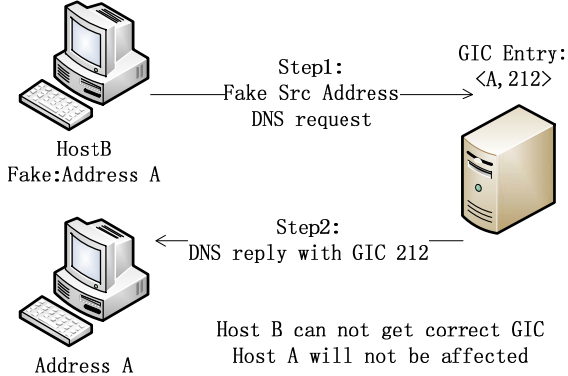 GIC Entry:
<A,212>
Step1:
Fake Src Address
DNS request
HostB
Fake:Address A
Step2:
DNS reply with GIC 212
Address A
Host B can not get correct GIC
Host A will not be affected